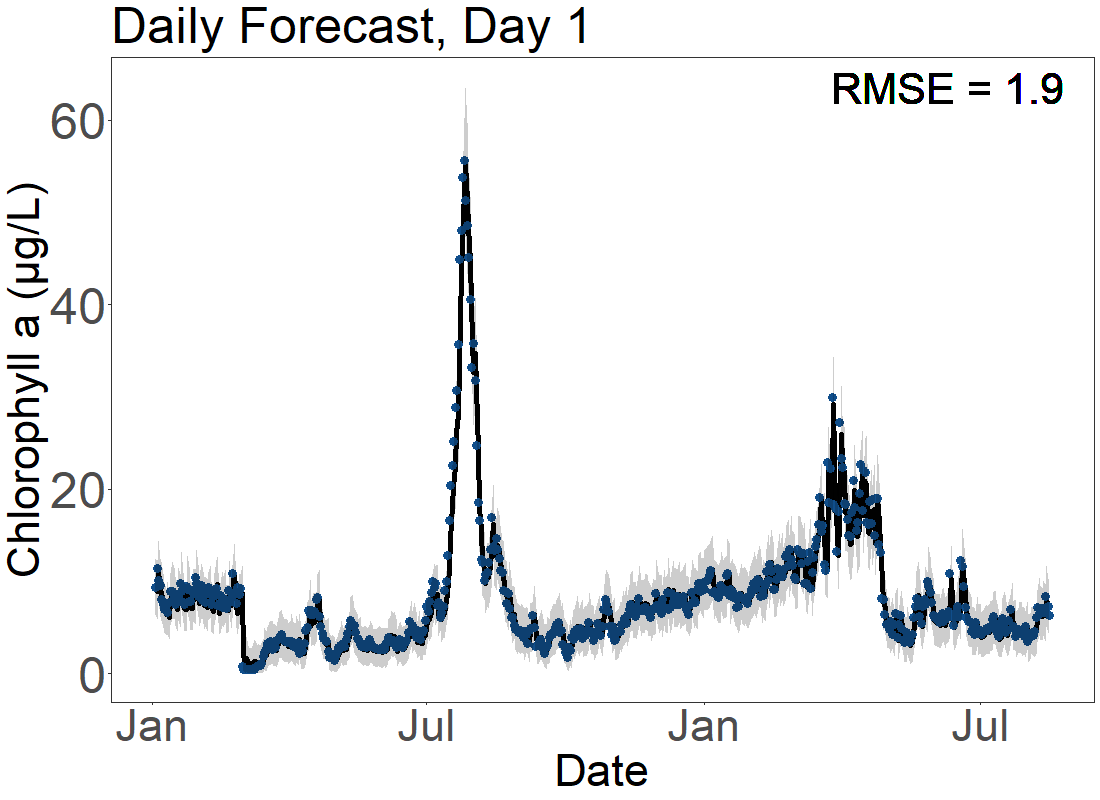 Daily Forecast, Day 1
RMSE = 1.9
Chlorophyll a (µg/L)
60
40
20
0
Jan
Jul
Jan
Jul
Date